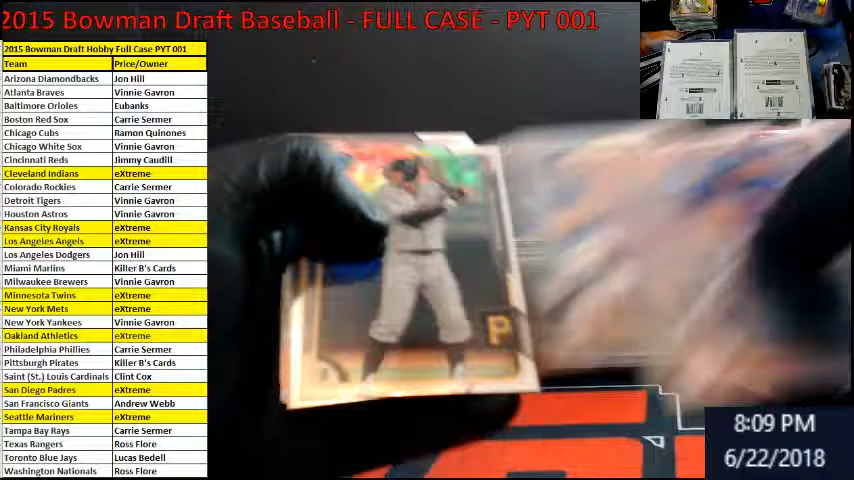 2015 Bowman Draft Baseball - FULL CASE - PYT 001
2015 Bowman Draft Hobby Full Case PYT 001
Team Price/Owner
Arizona Diamondbacks Jon Hill
Atlanta Braves Vinnie Gavron
Baltimore Orioles Eubanks
Boston Red Sox Carrie Sermer
Chicago Cubs Ramon Quinones
Chicago White Sox Vinnie Gavron
Cincinnati Reds Jimmy Caudill
Cleveland Indians eXtreme
Colorado Rockies Carrie Sermer
Detroit Tigers Vinnie Gavron
Houston Astros Vinnie Gavron
Kansas City Royals eXtreme
Los Angeles Angels eXtreme
Los Angeles Dodgers Jon Hill
Miami Marlins Killer B's Cards
Milwaukee Brewers Vinnie Gavron
Minnesota Twins eXtreme
New York Mets eXtreme
New York Yankees Vinnie Gavron
Oakland Athletics eXtreme
Philadelphia Phillies Carrie Sermer
Pittsburgh Pirates Killer B's Cards
Saint (St.) Louis Cardinals Clint Cox
San Diego Padres eXtreme
San Francisco Giants Andrew Webb
Seattle Mariners eXtreme
Tampa Bay Rays Carrie Sermer
Texas Rangers Ross Flore
Toronto Blue Jays Lucas Bedell
Washington Nationals Ross Flore
P
8:09 PM
6/22/2018